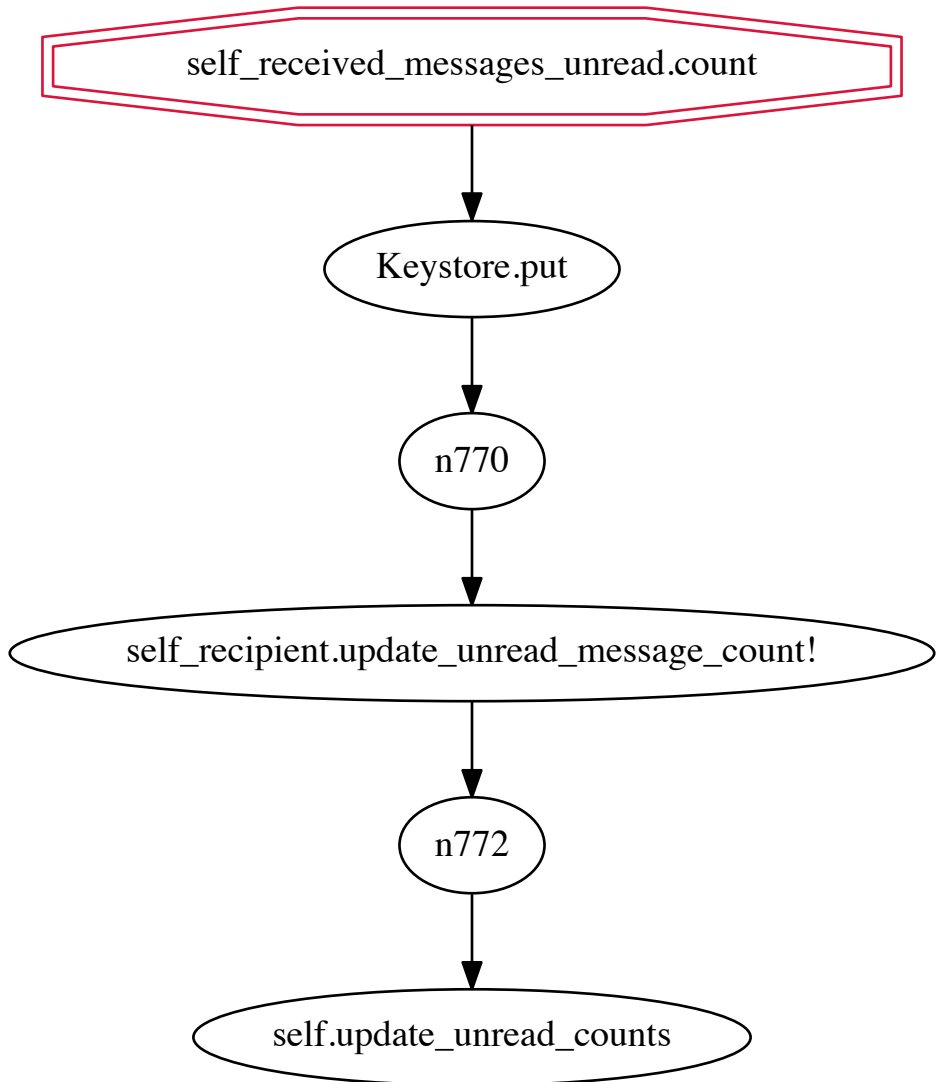 self_received_messages_unread.count
Keystore.put
n770
self_recipient.update_unread_message_count!
n772
self.update_unread_counts